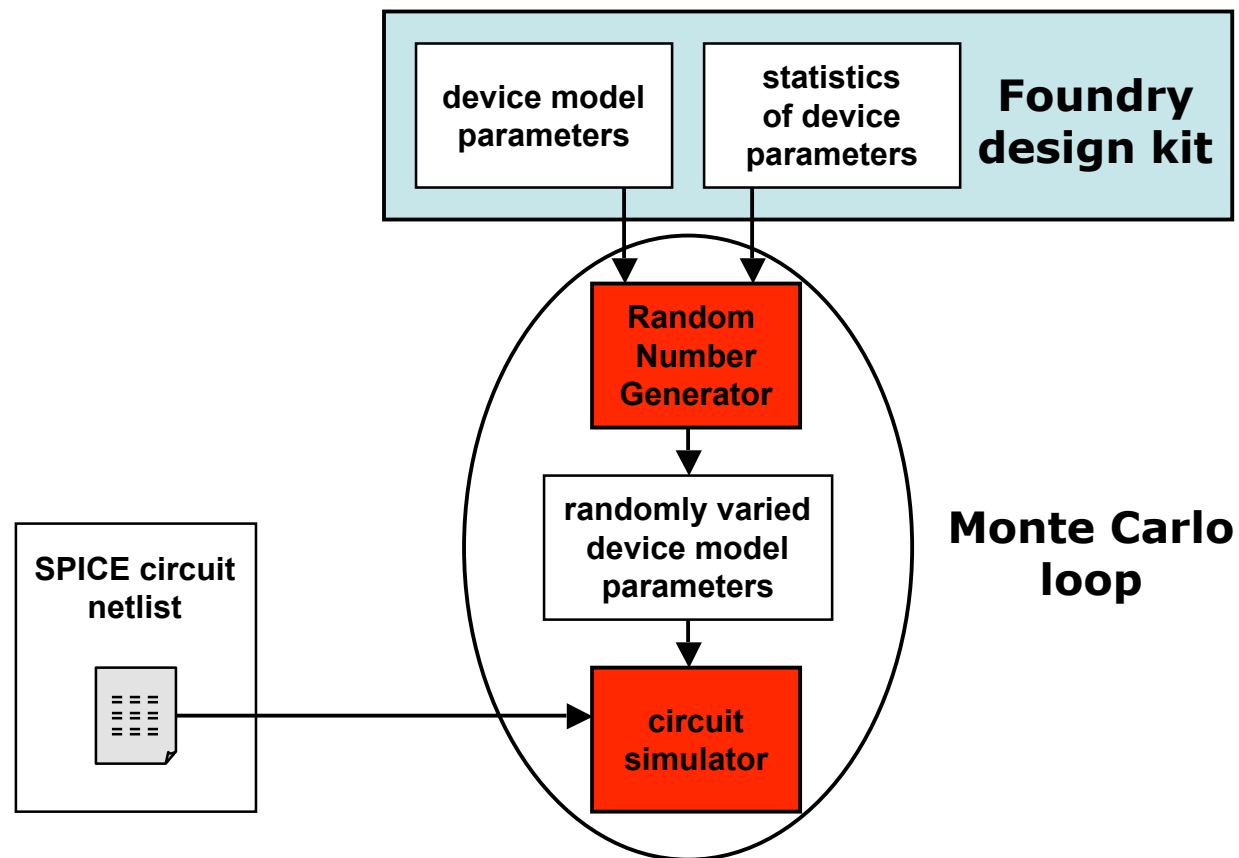 device model
parameters
statistics
of device
parameters
Foundry
design kit
Random
Number
Generator
randomly varied
device model
parameters
Monte Carlo
loop
SPICE circuit
netlist
circuit
simulator